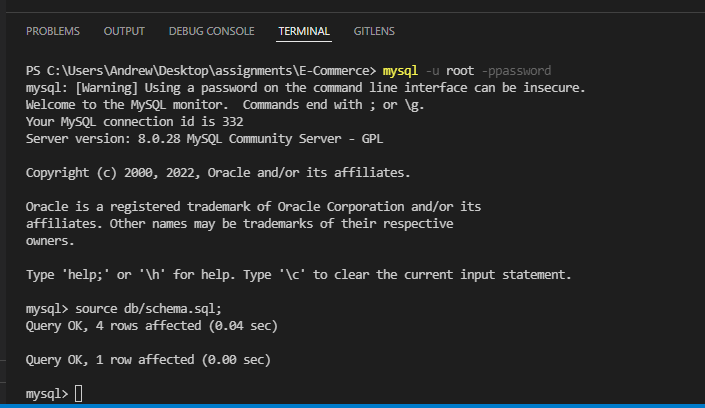 PROBLEMS OUTPUT DEBUG CONSOLE TERMINAL GITLENS
PS C:\Users\Andrew\Desktop\assignments\E-Commerce> mysql -u root -ppassword
mysql: [Warning] Using a password on the command line interface can be insecure.
Welcome to the MySQL monitor.  Commands end with ; or \g.
Your MySQL connection id is 332
Server version: 8.0.28 MySQL Community Server - GPL
Copyright (c) 2000, 2022, Oracle and/or its affiliates.
Oracle is a registered trademark of Oracle Corporation and/or its
affiliates. Other names may be trademarks of their respective
owners.
Type 'help;' or '\h' for help. Type '\c' to clear the current input statement.
mysql> source db/schema.sql;
Query OK, 4 rows affected (0.04 sec)
Query OK, 1 row affected (0.00 sec)
mysql>